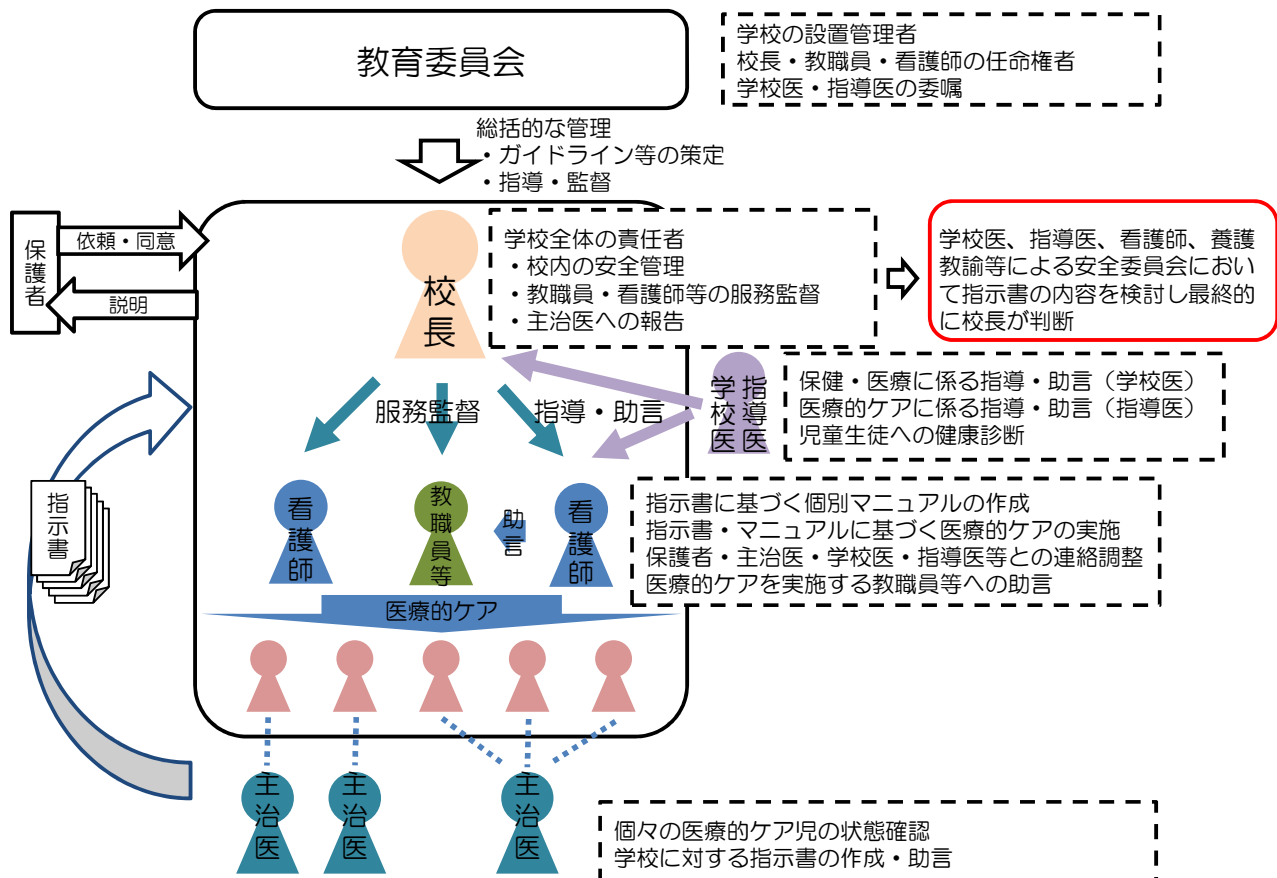 教育委員会
学校の設置管理者
校長・教職員・看護師の任命権者
学校医・指導医の委嘱
総括的な管理
・ガイドライン等の策定
・指導・監督
保護者
依頼・同意
説明
校長
学校全体の責任者
・校内の安全管理
・教職員・看護師等の服務監督
・主治医への報告
学校医、指導医、看護師、養護
教諭等による安全委員会におい
て指示書の内容を検討し最終的
に校長が判断
服務監督
指導・助言
学校医
指導医
保健・医療に係る指導・助言（学校医）
医療的ケアに係る指導・助言（指導医）
児童生徒への健康診断
指示書
看護師
教職員等
助言
看護師
指示書に基づく個別マニュアルの作成
指示書・マニュアルに基づく医療的ケアの実施
保護者・主治医・学校医・指導医等との連絡調整
医療的ケアを実施する教職員等への助言
医療的ケア
主治医
主治医
主治医
個々の医療的ケア児の状態確認
学校に対する指示書の作成・助言